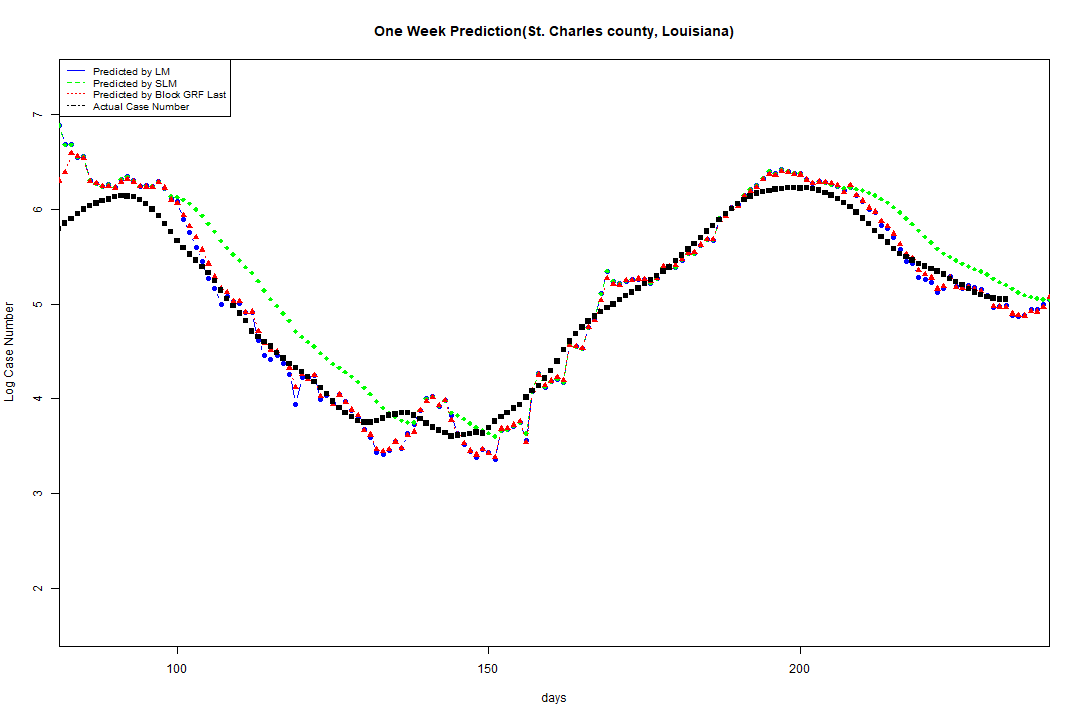 One Week Prediction(St. Charles county, Louisiana)
Predicted by LM
Predicted by SLM
Predicted by Block GRF Last
Actual Case Number
7
6
5
4
3
2
Log Case Number
100
150
200
days